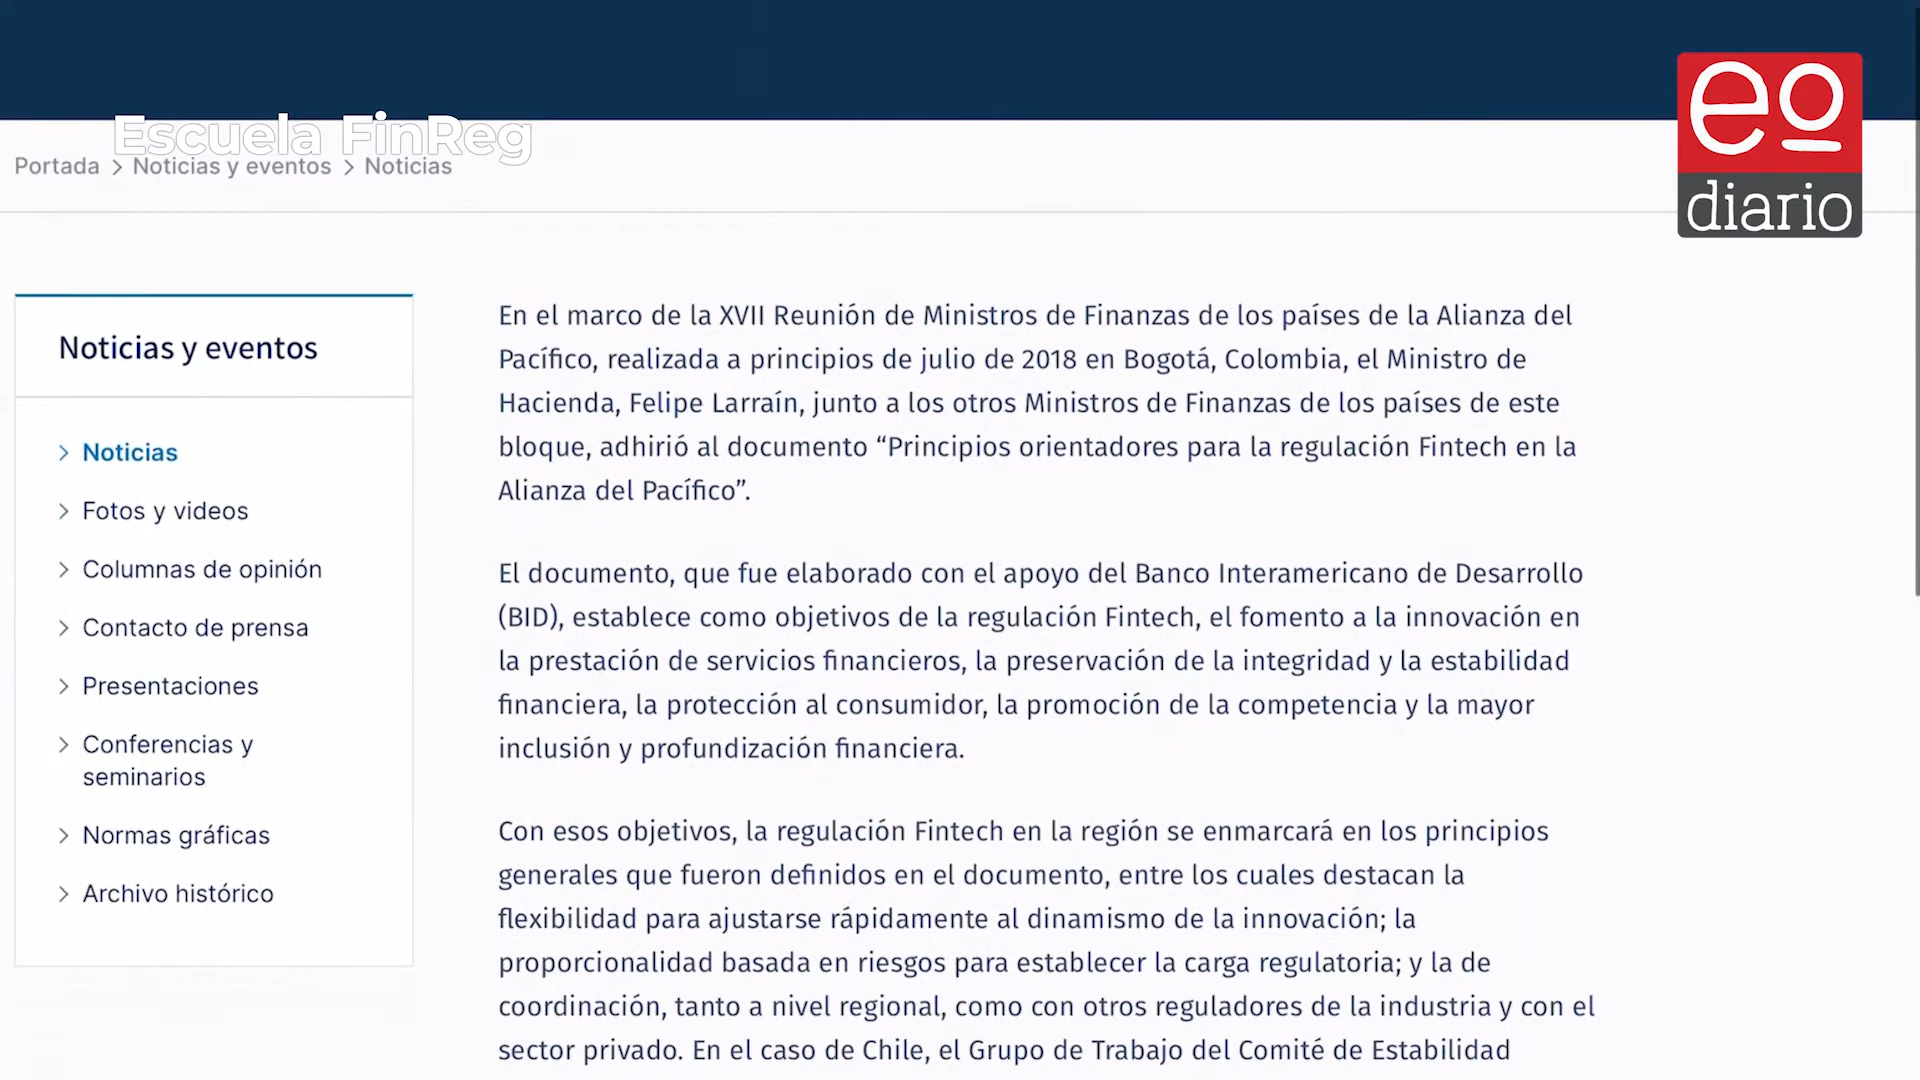 eo
diario
Escuela FinReg
Portada > Noticias y eventos > Noticias
Noticias y eventos
> Noticias
> Fotos y videos
> Columnas de opinión
> Contacto de prensa
> Presentaciones
> Conferencias y
seminarios
> Normas gráficas
> Archivo histórico
En el marco de la XVII Reunión de Ministros de Finanzas de los países de la Alianza del
Pacífico, realizada a principios de julio de 2018 en Bogotá, Colombia, el Ministro de
Hacienda, Felipe Larraín, junto a los otros Ministros de Finanzas de los países de este
bloque, adhirió al documento “Principios orientadores para la regulación Fintech en la
Alianza del Pacífico”.
El documento, que fue elaborado con el apoyo del Banco Interamericano de Desarrollo
(BID), establece como objetivos de la regulación Fintech, el fomento a la innovación en
la prestación de servicios financieros, la preservación de la integridad y la estabilidad
financiera, la protección al consumidor, la promoción de la competencia y la mayor
inclusión y profundización financiera.
Con esos objetivos, la regulación Fintech en la región se enmarcará en los principios
generales que fueron definidos en el documento, entre los cuales destacan la
flexibilidad para ajustarse rápidamente al dinamismo de la innovación; la
proporcionalidad basada en riesgos para establecer la carga regulatoria; y la de
coordinación, tanto a nivel regional, como con otros reguladores de la industria y con el
sector privado. En el caso de Chile, el Grupo de Trabajo del Comité de Estabilidad